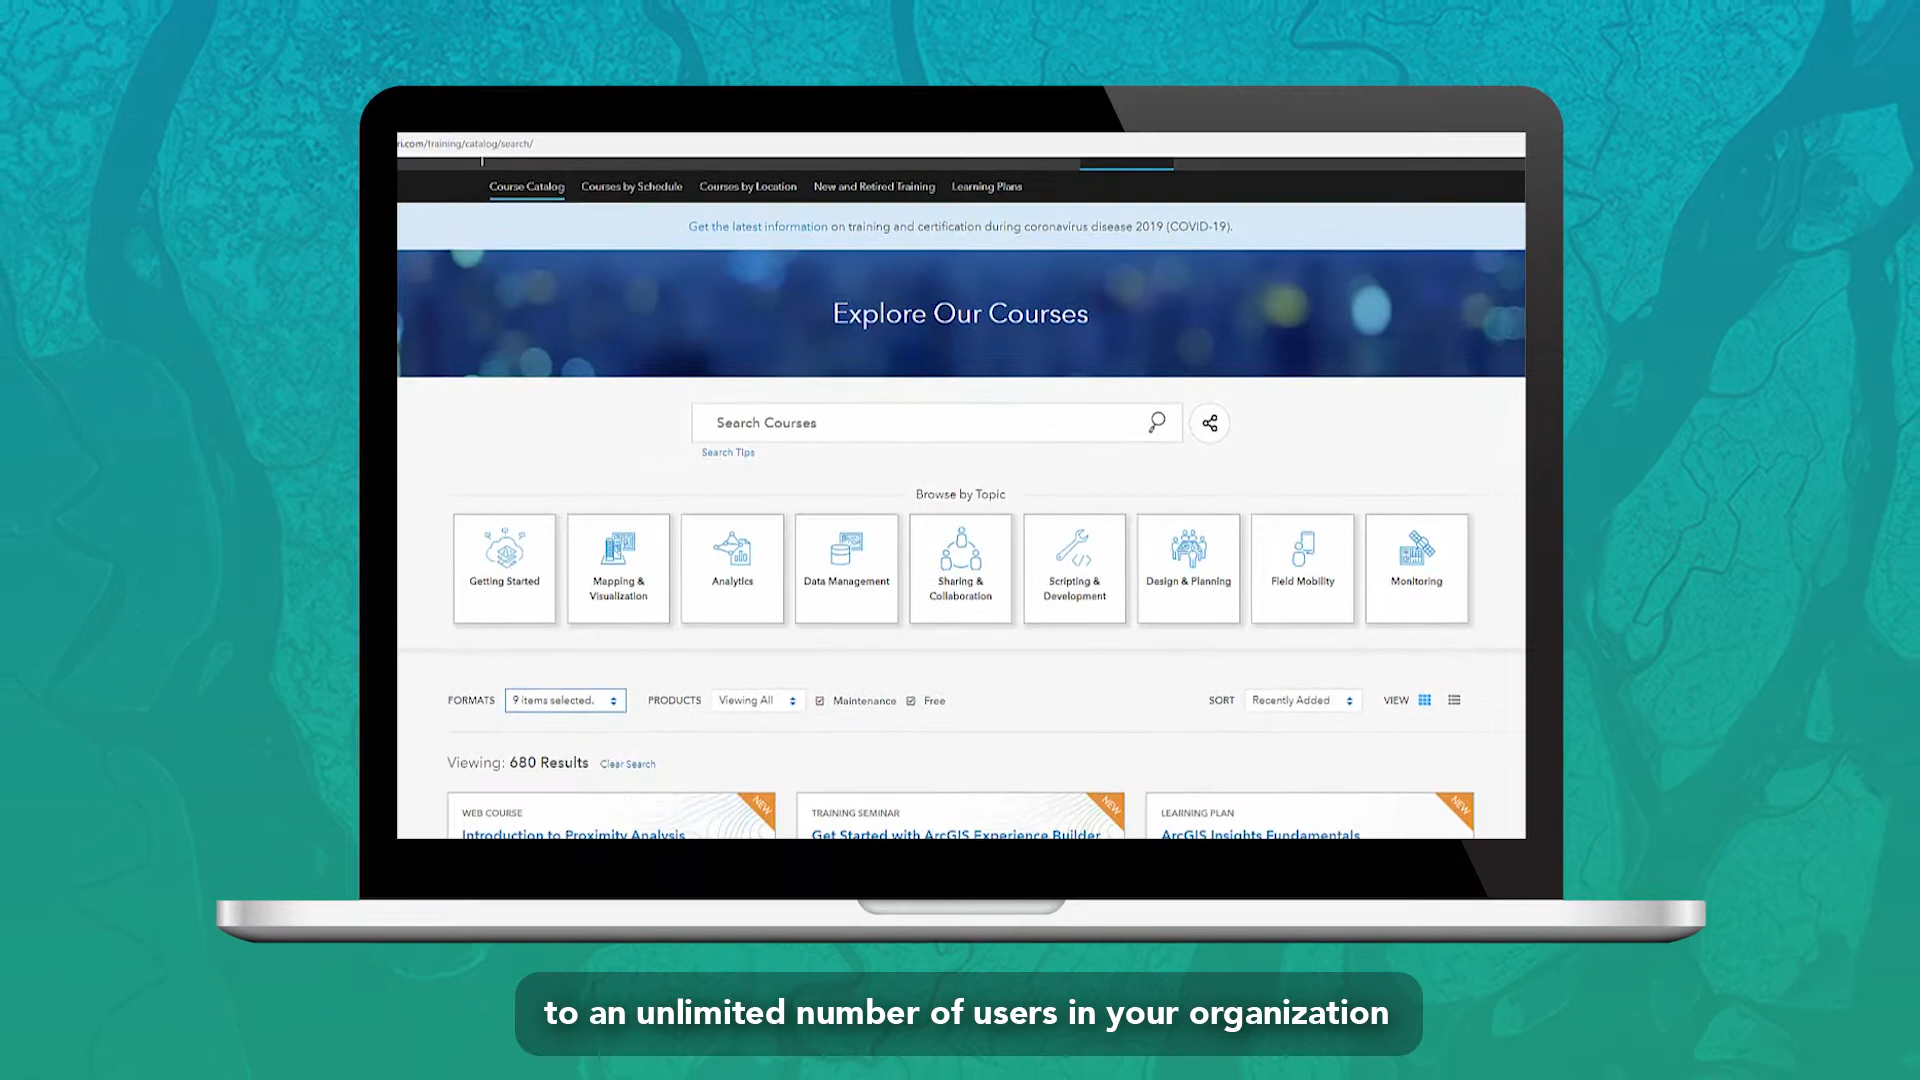 ri.com/training/catalog/search/
Course Catalog Courses by Schedule Courses by Location New and Retired Training Learning Plans
Get the latest information on training and certification during coronavirus disease 2019 (COVID-19).
Explore Our Courses
Search Courses
Search Tips
Browse by Topic
Getting Started
Mapping &
Visualization
Analytics
Data Management
Sharing &
Collaboration
Scripting &
Development
Design & Planning
Field Mobility
Monitoring
FORMATS 9 items selected. PRODUCTS Viewing All Maintenance Free SORT Recently Added VIEW
Viewing: 680 Results Clear Search
WEB COURSE NEW
Introduction to Proximity Analysis
TRAINING SEMINAR NEW
Get Started with ArcGIS Experience Builder
LEARNING PLAN NEW
ArcGIS Insights Fundamentals
to an unlimited number of users in your organization